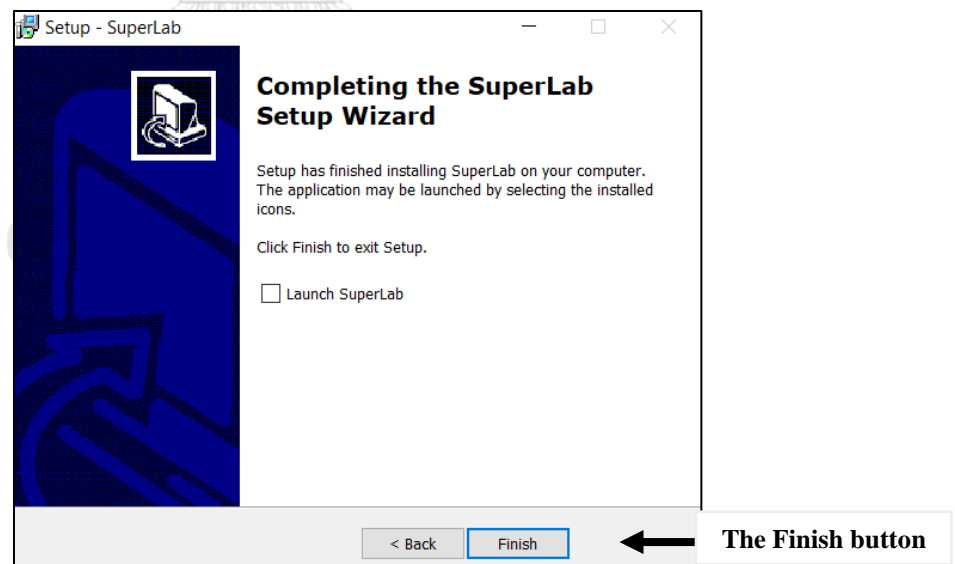 Setup - SuperLab
Completing the SuperLab
Setup Wizard
Setup has finished installing SuperLab on your computer.
The application may be launched by selecting the installed
icons.
Click Finish to exit Setup.
Launch SuperLab
< Back
Finish
The Finish button